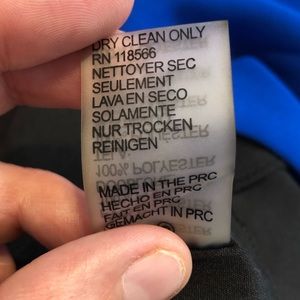 DRY CLEAN ONLY
RN 118566
NETTOYER SEC
SEULEMENT
LAVA EN SECO
SOLAMENTE
NUR TROCKEN
REINIGEN
100% POLYESTER
MADE IN THE PRC
HECHO EN PRC
FAIT EN PRC
GEMACHT IN PRC